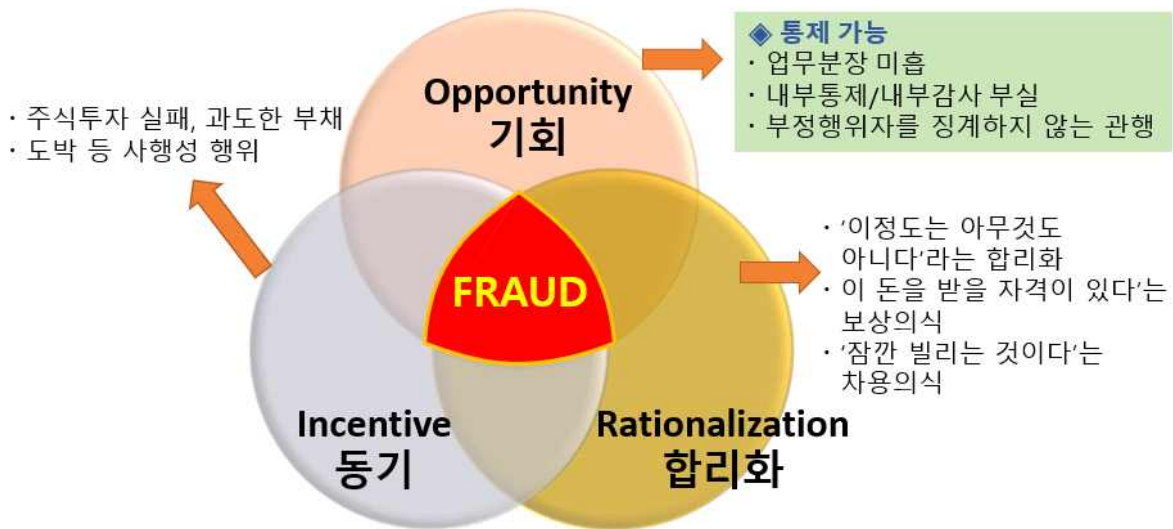 ◈ 통제 가능
· 업무분장 미흡
· 내부통제/내부감사 부실
· 부정행위자를 징계하지 않는 관행
Opportunity
기회
· 주식투자 실패, 과도한 부채
· 도박 등 사행성 행위
· ‘이정도는 아무것도
아니다’라는 합리화
· 이 돈을 받을 자격이 있다’는
보상의식
· ‘잠깐 빌리는 것이다’는
차용의식
FRAUD
Incentive
동기
Rationalization
합리화